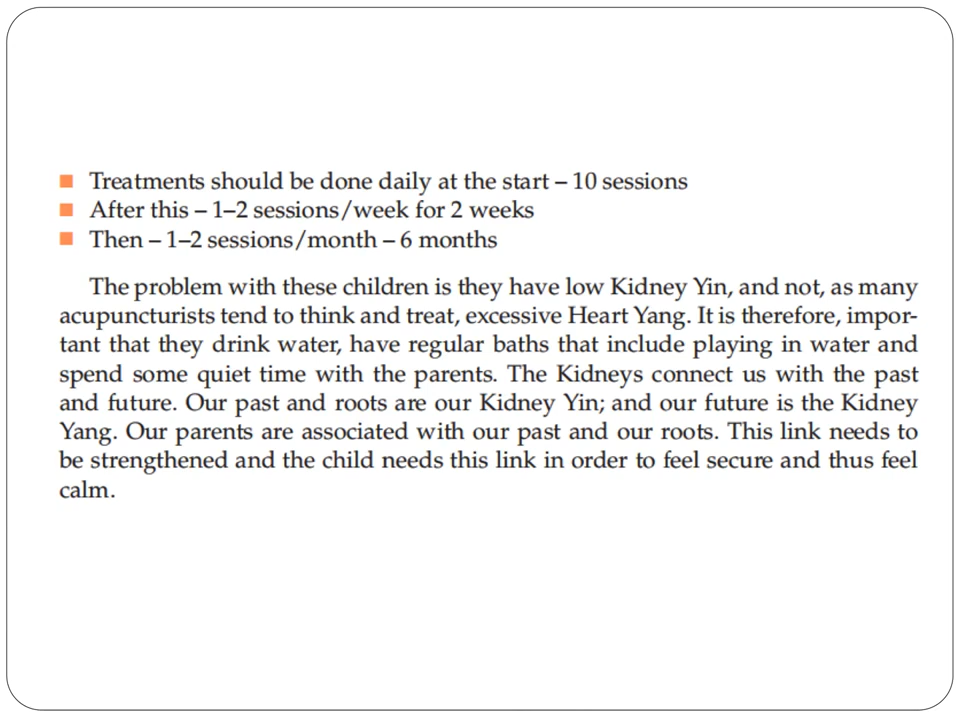 Treatments should be done daily at the start – 10 sessions
After this – 1–2 sessions/week for 2 weeks
Then – 1–2 sessions/month – 6 months
The problem with these children is they have low Kidney Yin, and not, as many
acupuncturists tend to think and treat, excessive Heart Yang. It is therefore, impor-
tant that they drink water, have regular baths that include playing in water and
spend some quiet time with the parents. The Kidneys connect us with the past
and future. Our past and roots are our Kidney Yin; and our future is the Kidney
Yang. Our parents are associated with our past and our roots. This link needs to
be strengthened and the child needs this link in order to feel secure and thus feel
calm.